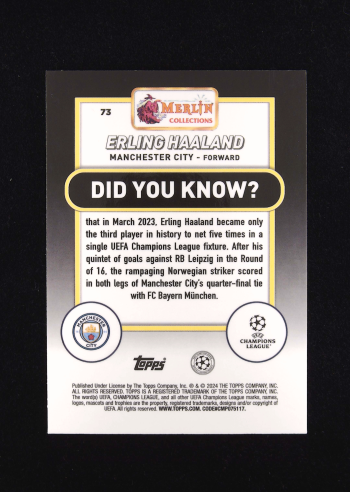 73
MERLIN
COLLECTIONS
ERLING HAALAND
MANCHESTER CITY - FORWARD
DID YOU KNOW?
that in March 2023, Erling Haaland became only
the third player in history to net five times in a
single UEFA Champions League fixture. After his
quintet of goals against RB Leipzig in the Round
of 16, the rampaging Norwegian striker scored
in both legs of Manchester City's quarter-final tie
with FC Bayern München.
MANCHESTER
CITY
UEFA
CHAMPIONS
LEAGUE
Topps
Published Under License by The Topps Company, Inc. ® & © 2024 THE TOPPS COMPANY, INC.
ALL RIGHTS RESERVED. TOPPS IS A REGISTERED TRADEMARK OF THE TOPPS COMPANY, INC.
The word(s) UEFA, CHAMPIONS LEAGUE, and all other UEFA Champions League marks, names,
logos, mascots and trophies are the property, registered trademarks, designs and/or copyright of
UEFA. All rights reserved. WWW.TOPPS.COM. CODE#CMP075117.